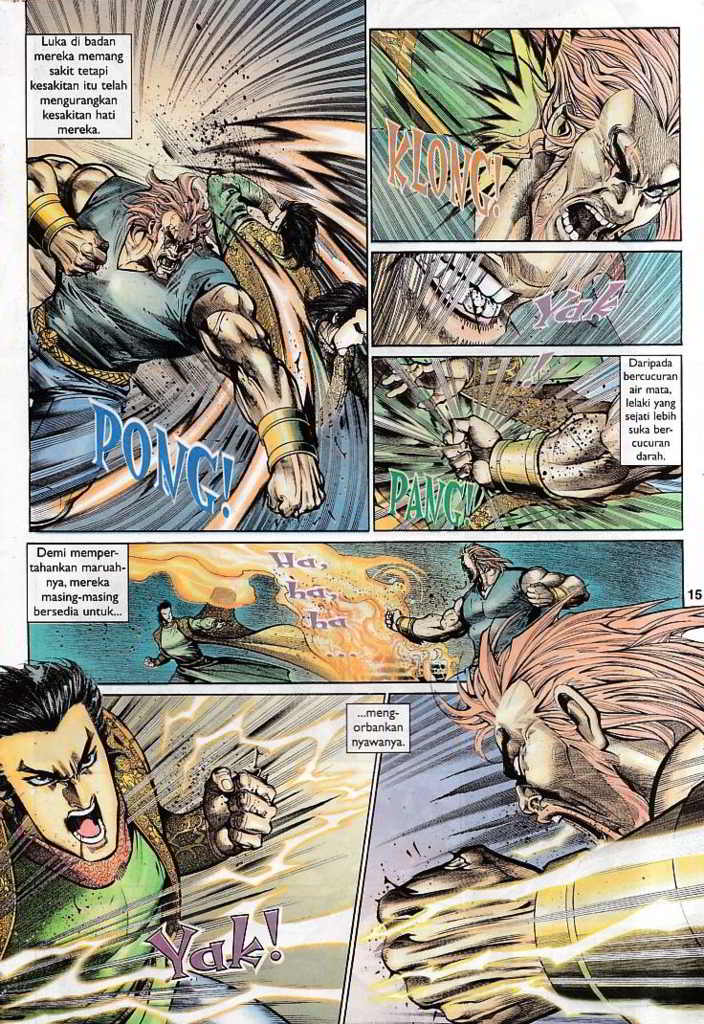 Luka di badan
mereka memang
sakit tetapi
kesakitan itu telah
mengurangkan
kesakitan hati
mereka.
PONG!
KLONG!
Yak
!!
Daripada
bercucuran
air mata,
lelaki yang
sejati lebih
suka ber-
cucuran
darah.
PANG!
Demi memper-
tahankan maruah-
nya, mereka
masing-masing
bersedia untuk...
Ha,
ha,
ha
15
...meng-
orbankan
nyawanya.
Yak!